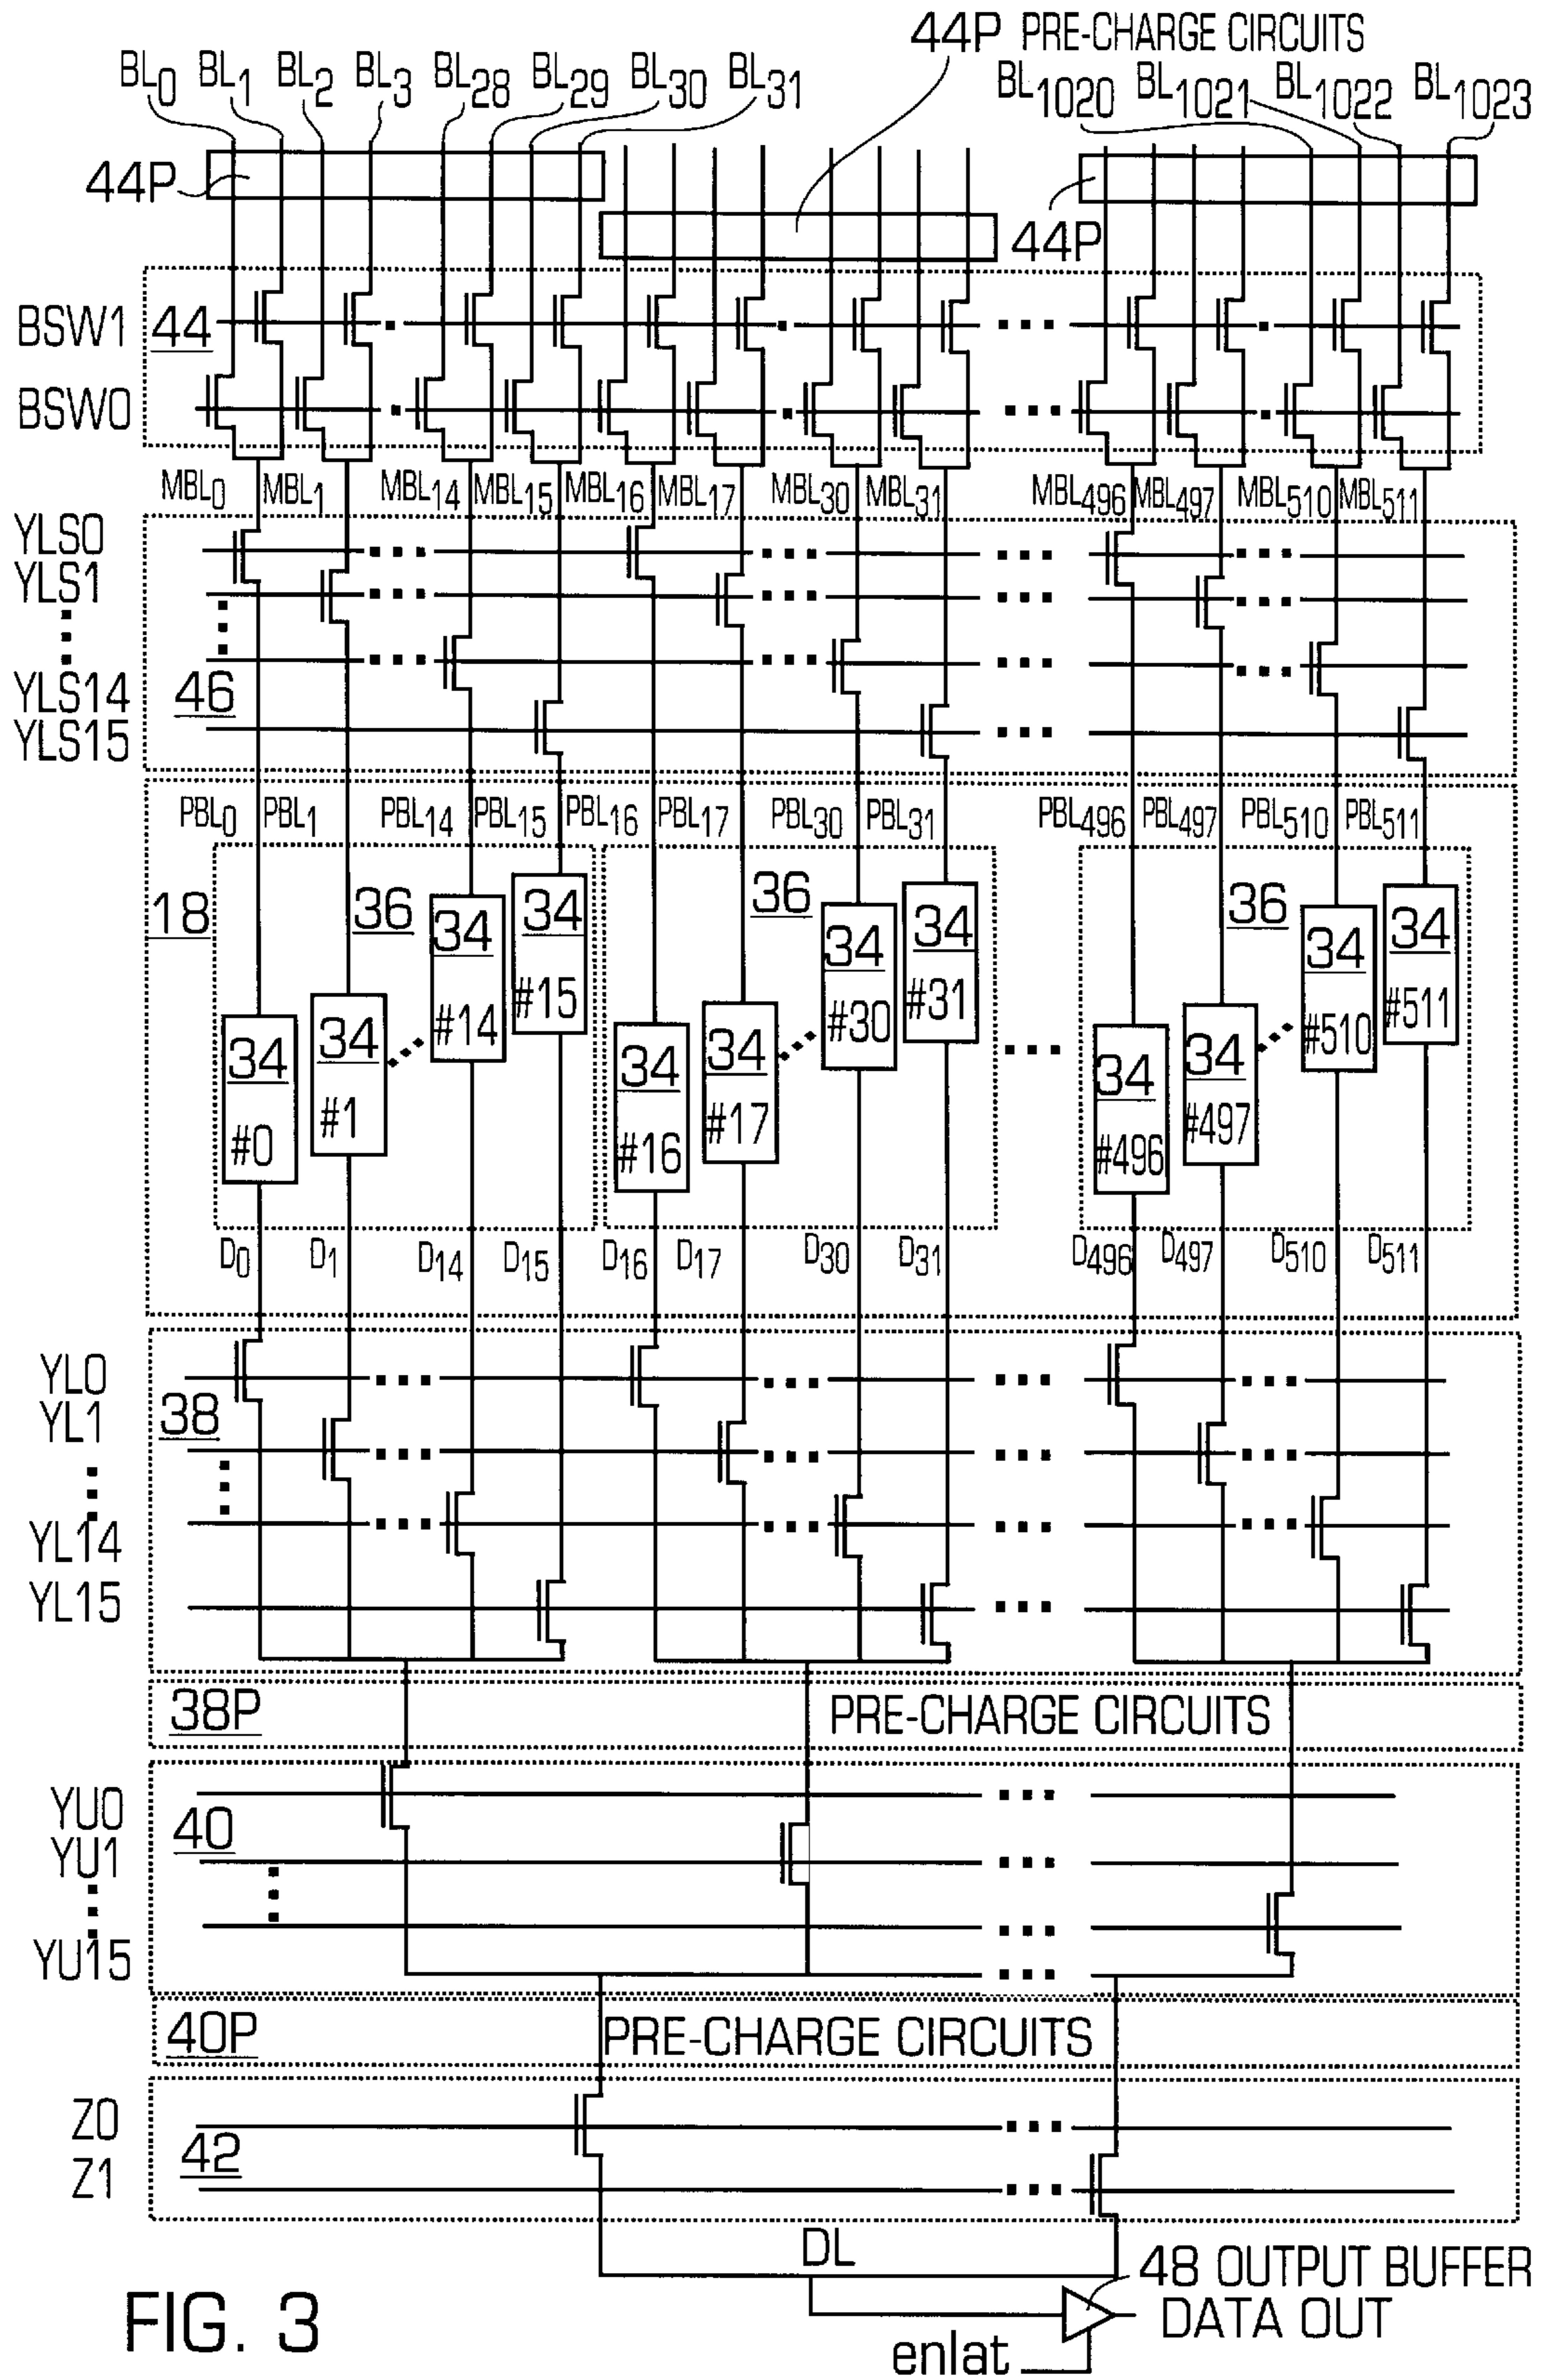 44P PRE-CHARGE CIRCUITS
BL0 BL1 BL2 BL3 BL28 BL29 BL30 BL31 BL1020 BL1021 BL1022 BL1023
44P
44P
BSW1 44
BSW0
MBL0 MBL1 MBL14 MBL15 MBL16 MBL17 MBL30 MBL31 MBL496 MBL497 MBL510 MBL511
YLS0
YLS1
YLS14 46
YLS15
PBL0 PBL1 PBL14 PBL15 PBL16 PBL17 PBL30 PBL31 PBL496 PBL497 PBL510 PBL511
18 36 36 36
34 #0 34 #1 34 #14 34 #15 34 #16 34 #17 34 #30 34 #31 34 #496 34 #497 34 #510 34 #511
D0 D1 D14 D15 D16 D17 D30 D31 D496 D497 D510 D511
YL0
YL1 38
YL14
YL15
38P PRE-CHARGE CIRCUITS
YU0
40
YU1
YU15
40P PRE-CHARGE CIRCUITS
Z0
42
Z1
DL
48 OUTPUT BUFFER
DATA OUT
enlat
FIG. 3